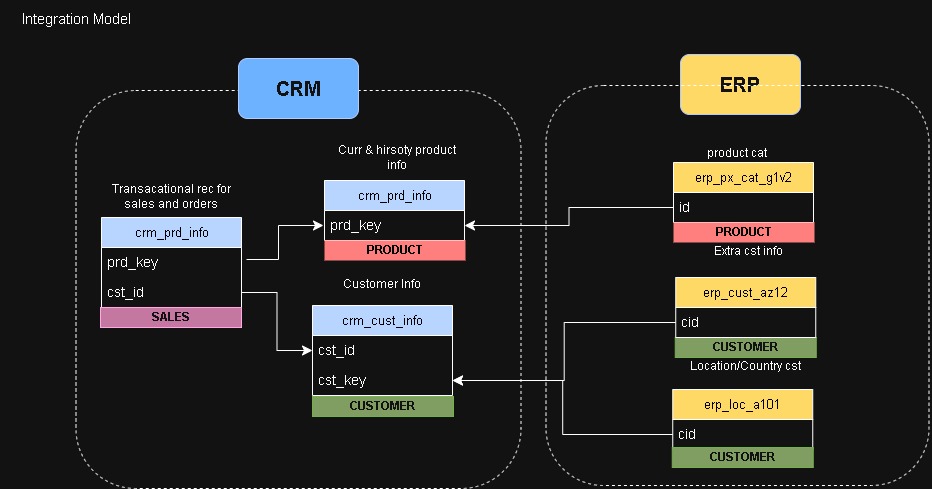 Integration Model
CRM
ERP
Curr & hirsoty product
info
crm_prd_info
prd_key
PRODUCT
Transacational rec for
sales and orders
crm_prd_info
prd_key
cst_id
SALES
Customer Info
crm_cust_info
cst_id
cst_key
CUSTOMER
product cat
erp_px_cat_g1v2
id
PRODUCT
Extra cst info
erp_cust_az12
cid
CUSTOMER
Location/Country cst
erp_loc_a101
cid
CUSTOMER